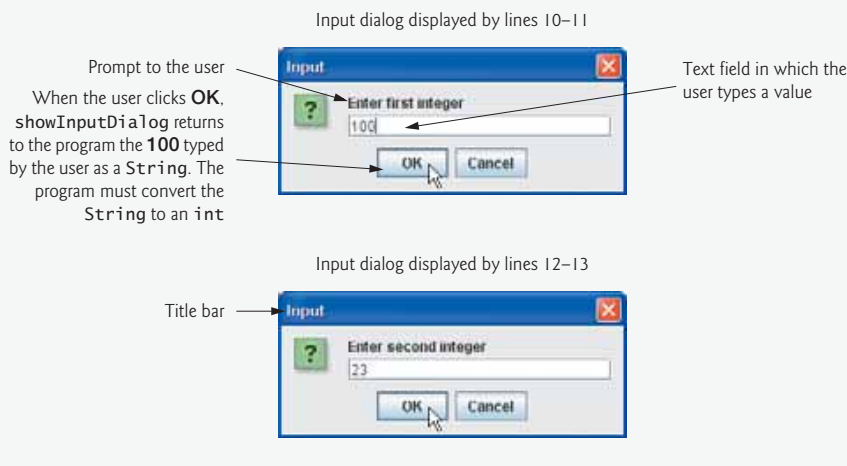 Input dialog displayed by lines 10–11
Prompt to the user
When the user clicks OK,
showInputDialog returns
to the program the 100 typed
by the user as a String. The
program must convert the
String to an int
Input
Enter first integer
100
OK
Cancel
Text field in which the
user types a value
Input dialog displayed by lines 12–13
Title bar
Input
Enter second integer
23
OK
Cancel